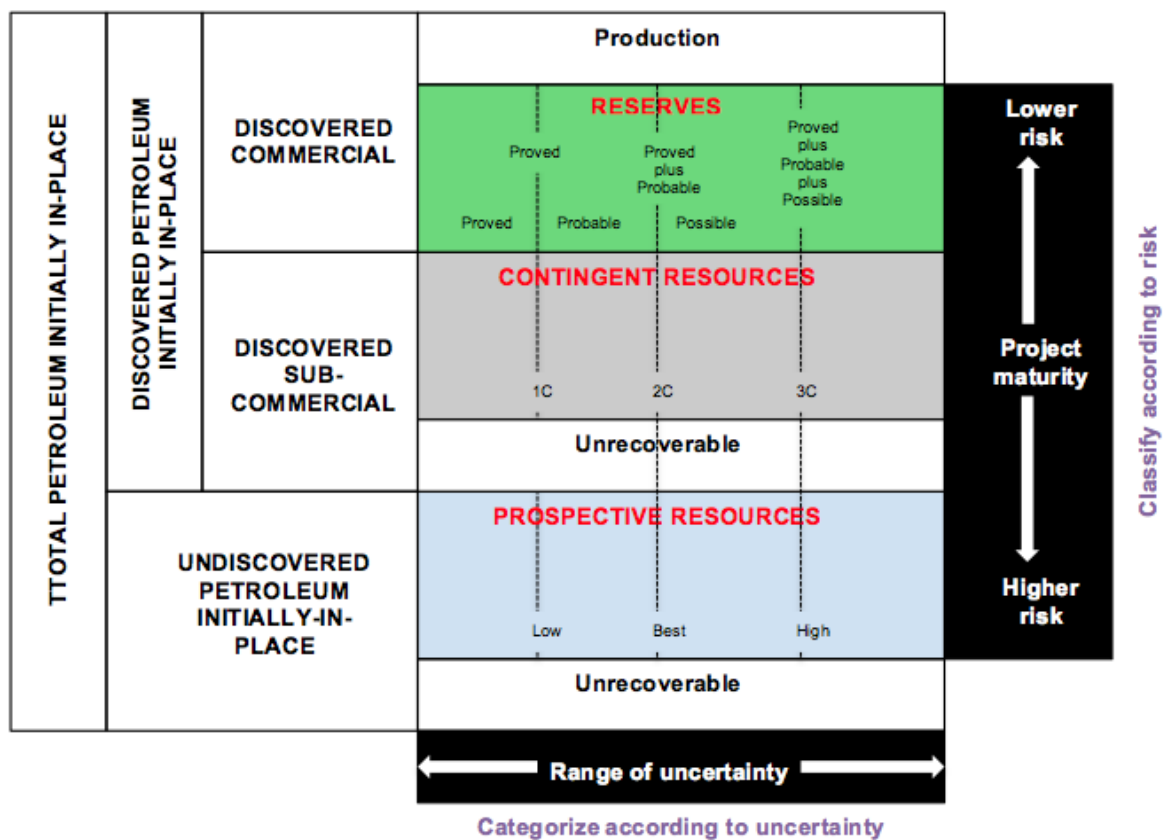 TTOTAL PETROLEUM INITIALLY IN-PLACE
DISCOVERED PETROLEUM
INITIALLY IN-PLACE
DISCOVERED
COMMERCIAL
DISCOVERED
SUB-
COMMERCIAL
UNDISCOVERED
PETROLEUM
INITIALLY-IN-
PLACE
Production
RESERVES
Proved
Proved
plus
Probable
Proved
plus
Probable
plus
Possible
Proved
Probable
Possible
CONTINGENT RESOURCES
1C
2C
3C
Unrecoverable
PROSPECTIVE RESOURCES
Low
Best
High
Unrecoverable
Range of uncertainty
Categorize according to uncertainty
Lower
risk
Project
maturity
Higher
risk
Classify according to risk